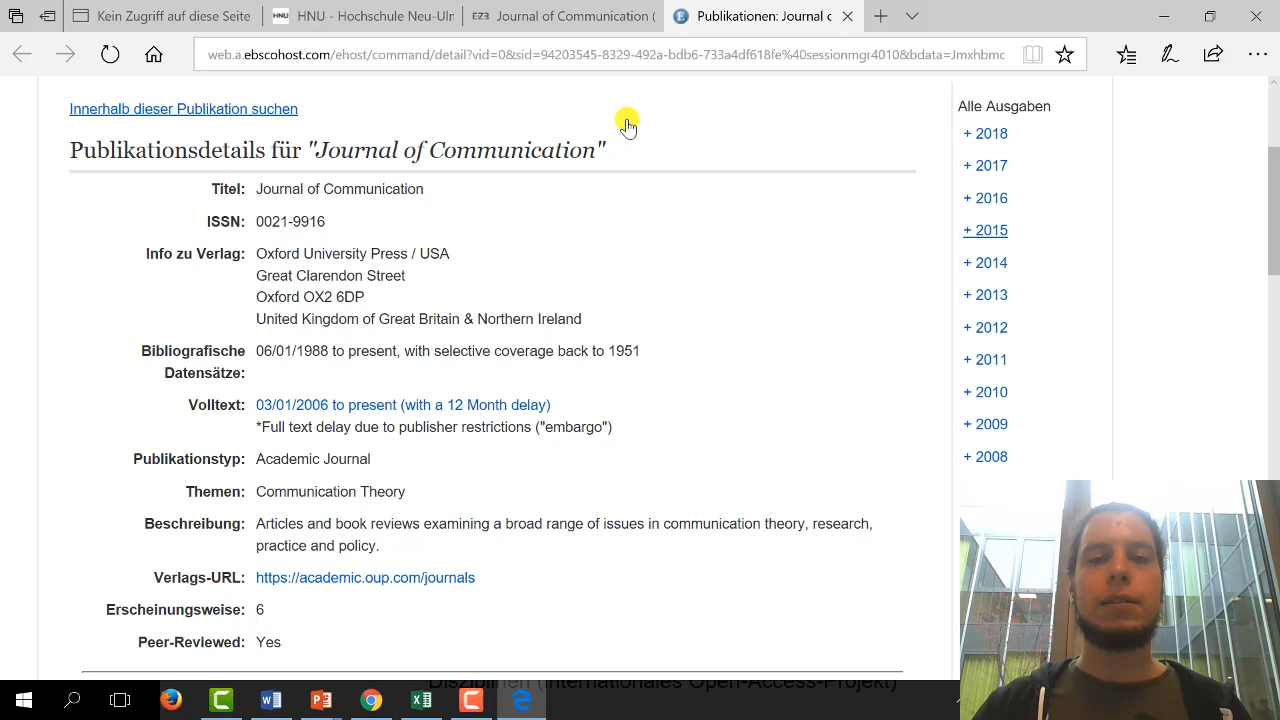 Kein Zugriff auf diese Seite
HNU - Hochschule Neu-Uln
Journal of Communication (
Publikationen: Journal c
web.a.ebscohost.com/ehost/command/detail?vid=0&sid=94203545-8329-492a-bdb6-733a4df618fe%40sessionmgr4010&bdata=Jmxhbmc
Innerhalb dieser Publikation suchen
Publikationsdetails für "Journal of Communication"
Titel: Journal of Communication
ISSN: 0021-9916
Info zu Verlag: Oxford University Press / USA
Great Clarendon Street
Oxford OX2 6DP
United Kingdom of Great Britain & Northern Ireland
Bibliografische Datensätze: 06/01/1988 to present, with selective coverage back to 1951
Volltext: 03/01/2006 to present (with a 12 Month delay)
*Full text delay due to publisher restrictions ("embargo")
Publikationstyp: Academic Journal
Themen: Communication Theory
Beschreibung: Articles and book reviews examining a broad range of issues in communication theory, research,
practice and policy.
Verlags-URL: https://academic.oup.com/journals
Erscheinungsweise: 6
Peer-Reviewed: Yes
Alle Ausgaben
+ 2018
+ 2017
+ 2016
+ 2015
+ 2014
+ 2013
+ 2012
+ 2011
+ 2010
+ 2009
+ 2008
Disziplinen (Internationales Open-Access-Projekt)